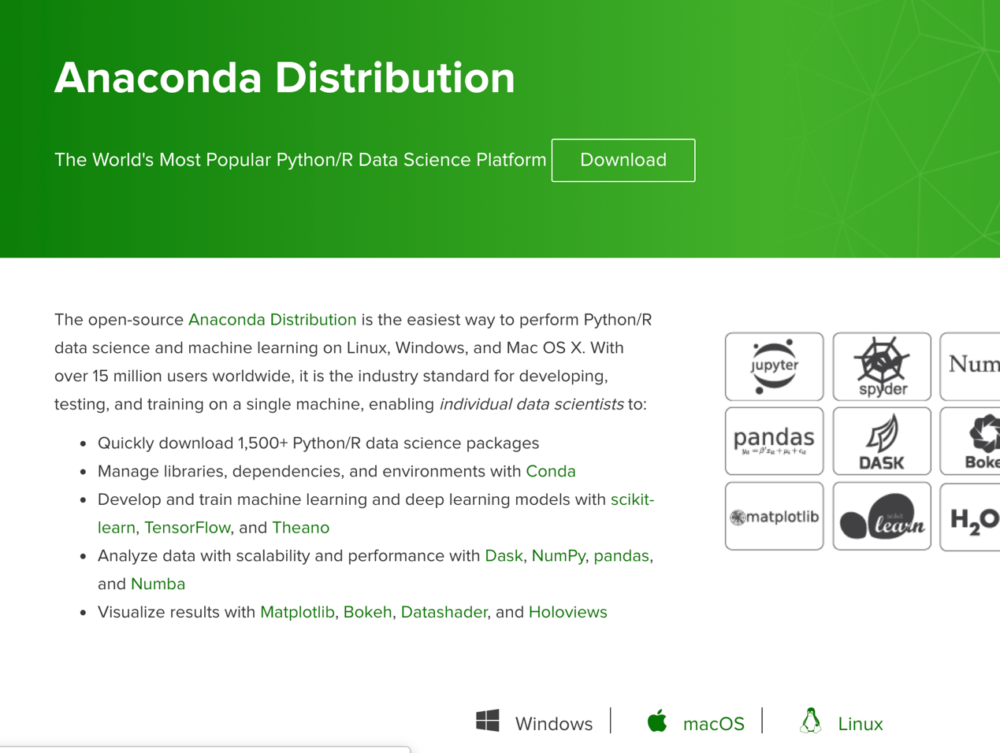 Anaconda Distribution
The World's Most Popular Python/R Data Science Platform
Download
The open-source Anaconda Distribution is the easiest way to perform Python/R
data science and machine learning on Linux, Windows, and Mac OS X. With
over 15 million users worldwide, it is the industry standard for developing,
testing, and training on a single machine, enabling individual data scientists to:
• Quickly download 1,500+ Python/R data science packages
• Manage libraries, dependencies, and environments with Conda
• Develop and train machine learning and deep learning models with scikit-
learn, TensorFlow, and Theano
• Analyze data with scalability and performance with Dask, NumPy, pandas,
and Numba
• Visualize results with Matplotlib, Bokeh, Datashader, and Holoviews
jupyter
spyder
Num
pandas
DASK
Boke
matplotlib
scikit
learn
H2O
Windows
macOS
Linux